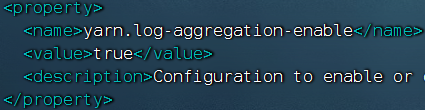 <property>
<name>yarn.log-aggregation-enable</name>
<value>true</value>
<description>Configuration to enable or
</property>